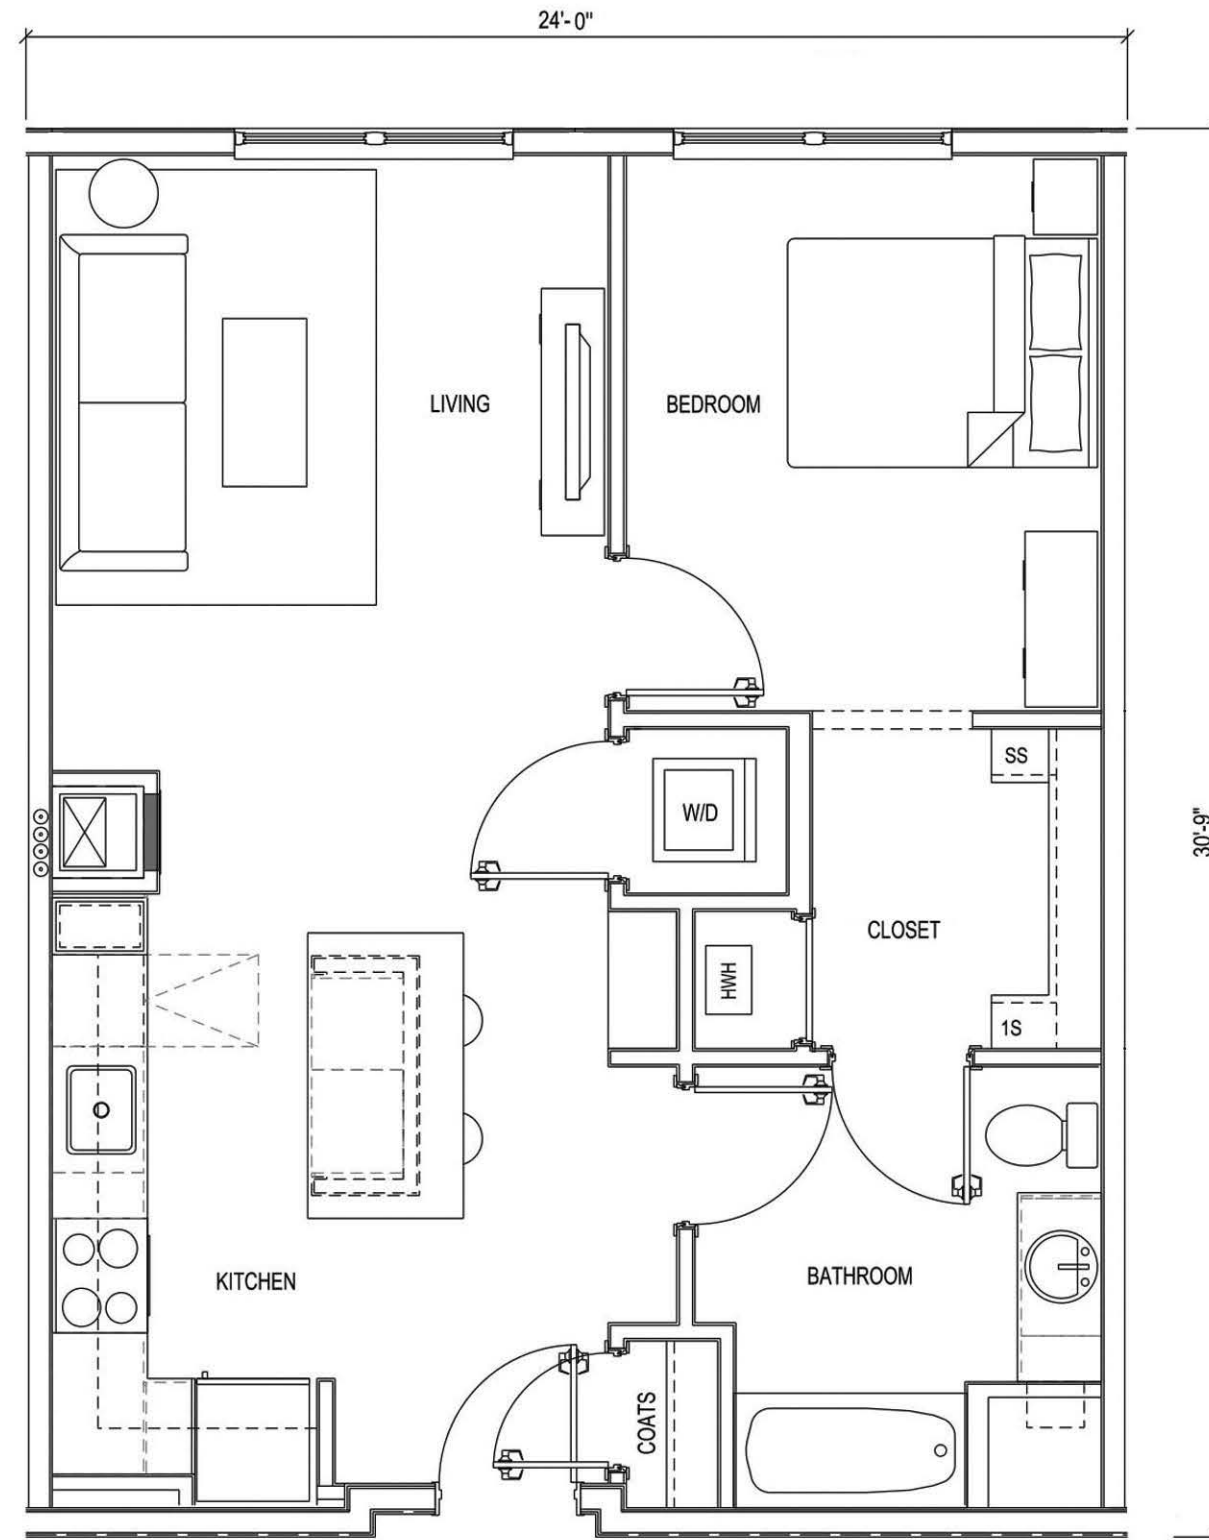 24'-0"
LIVING
BEDROOM
SS
W/D
30'-9"
CLOSET
HWH
1S
KITCHEN
BATHROOM
COATS